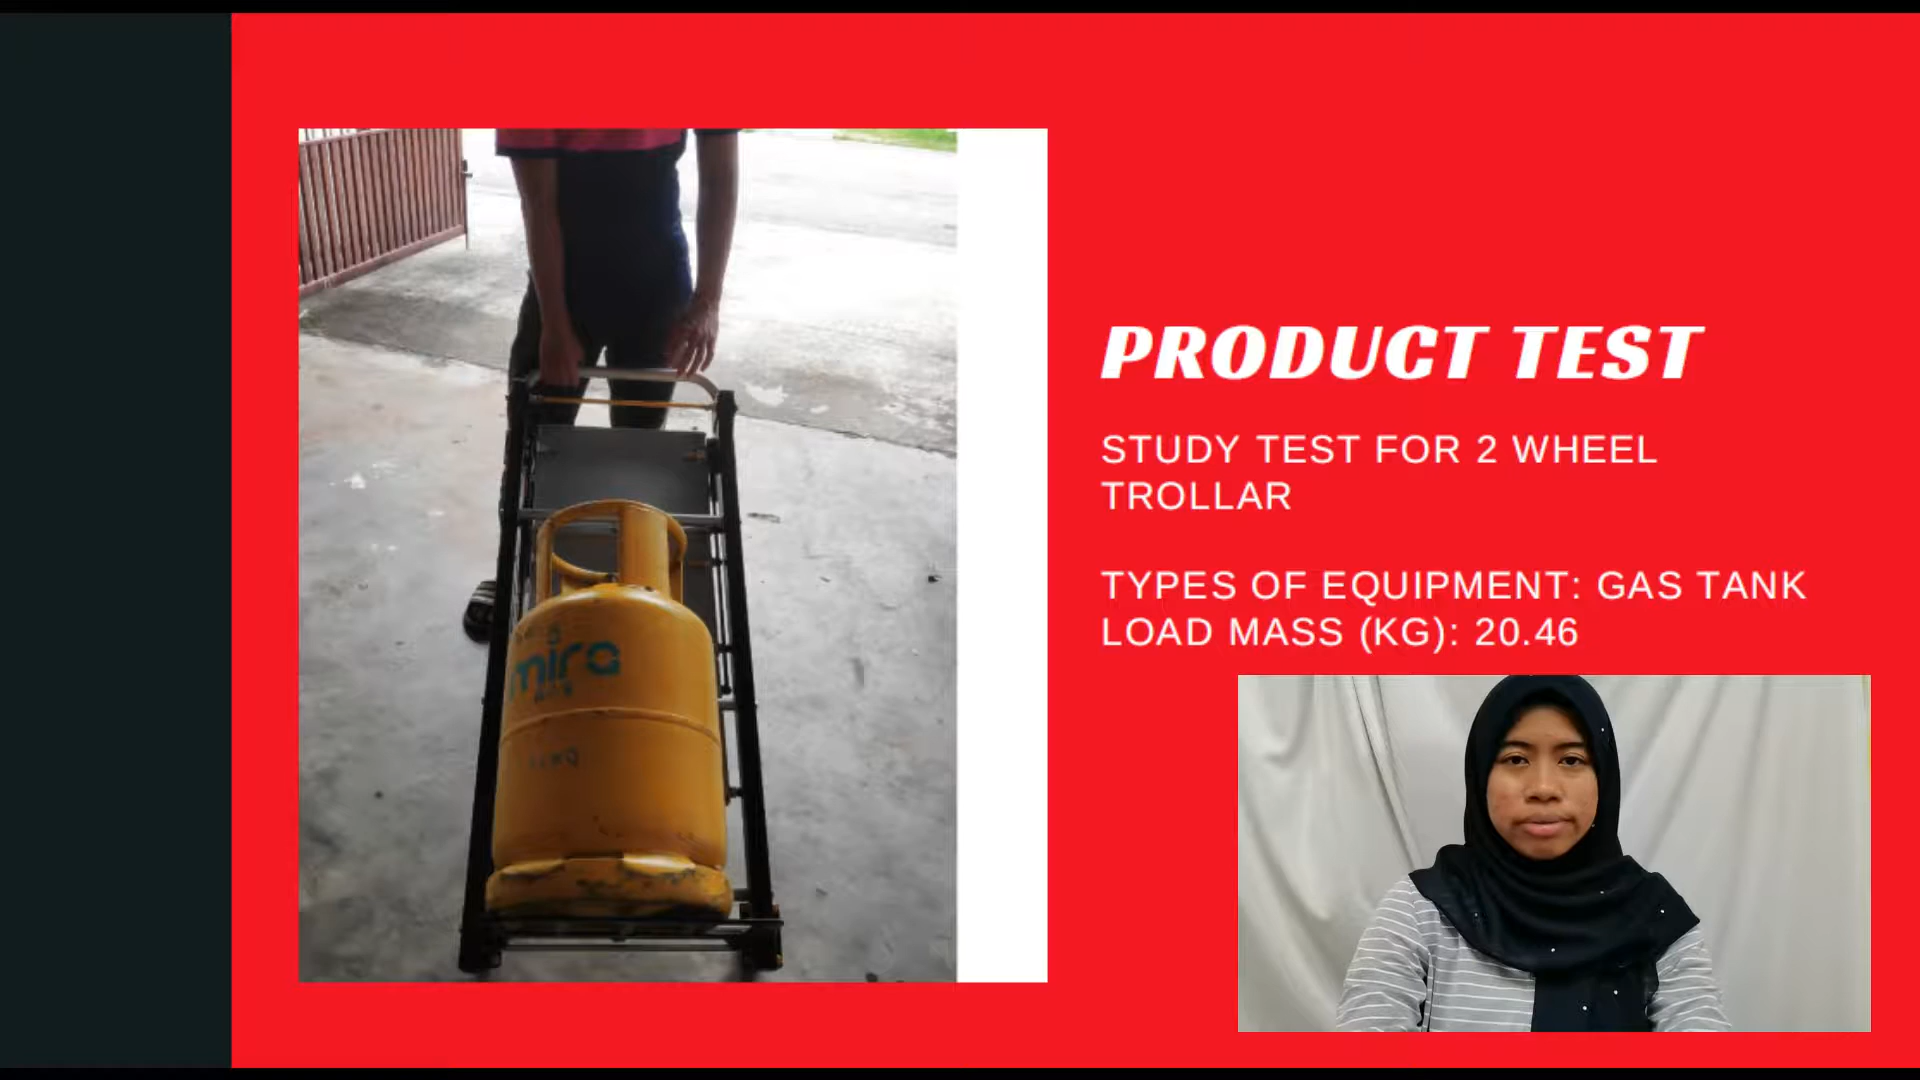 PRODUCT TEST
STUDY TEST FOR 2 WHEEL
TROLLAR
TYPES OF EQUIPMENT: GAS TANK
LOAD MASS (KG): 20.46
mira